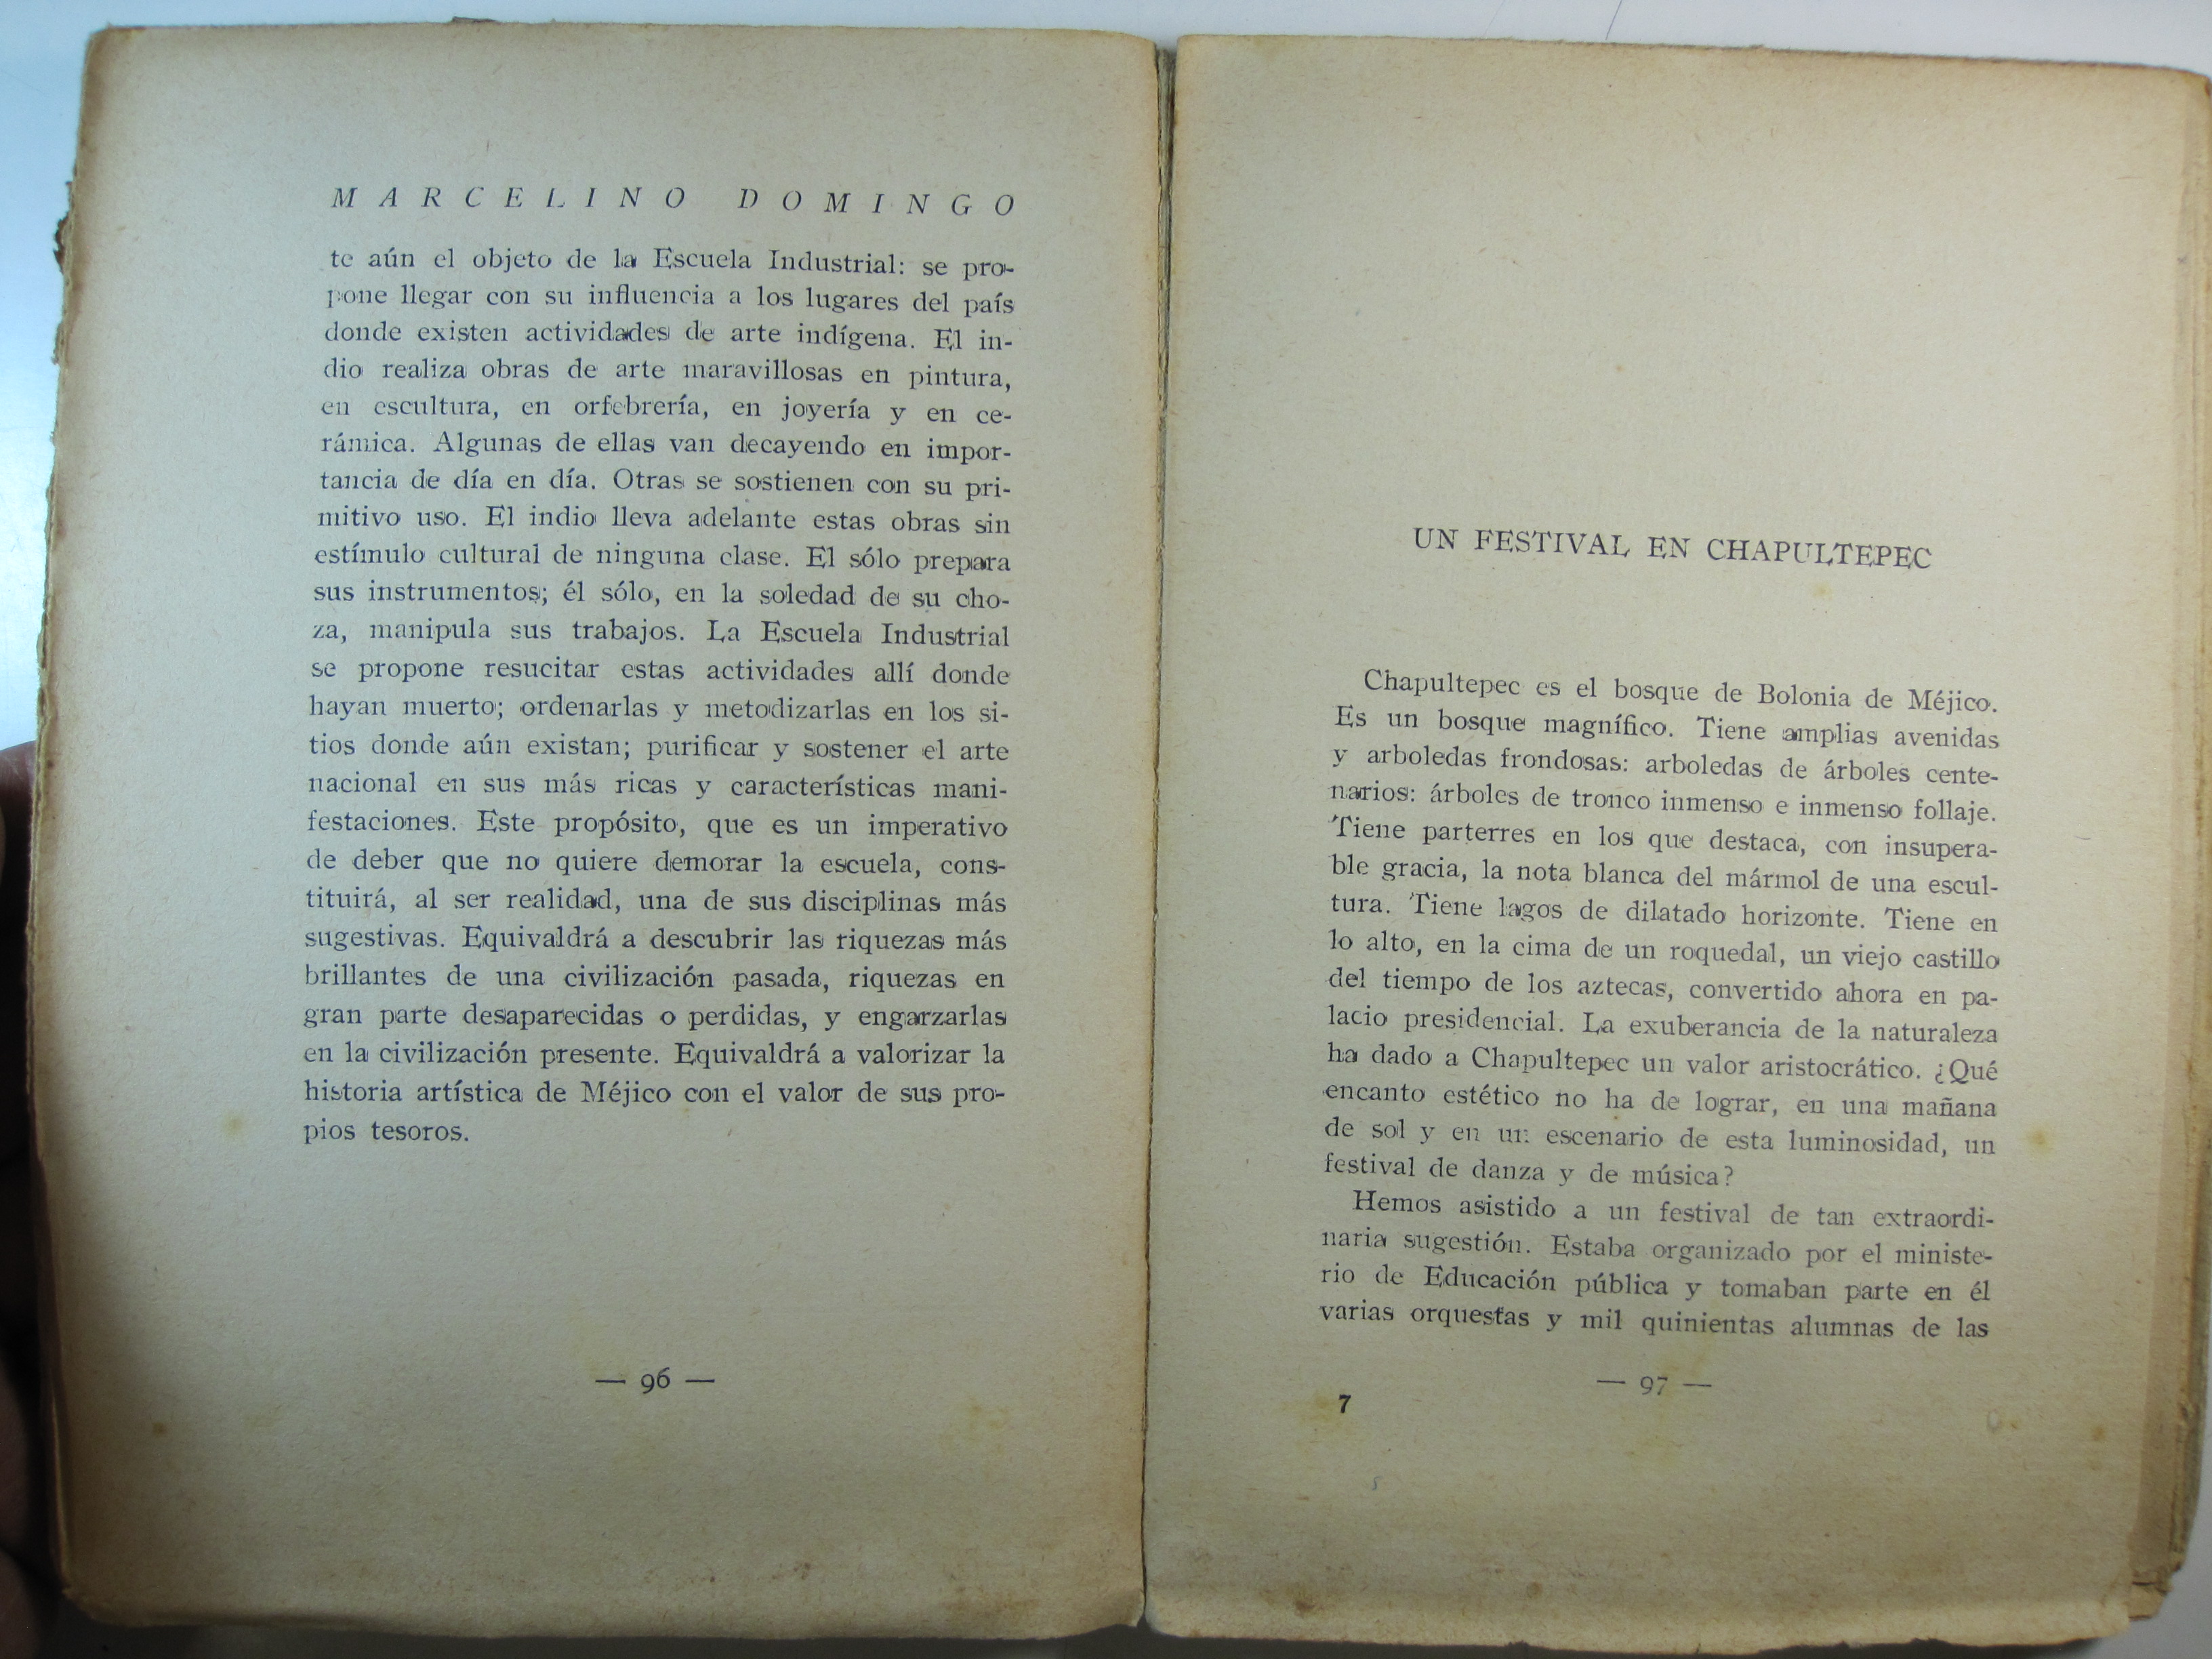 MARCELINO DOMINGO
te aún el objeto de la Escuela Industrial: se pro-
pone llegar con su influencia a los lugares del país
donde existen actividades de arte indígena. El in-
dio realiza obras de arte maravillosas en pintura,
en escultura, en orfebrería, en joyería y en ce-
rámica. Algunas de ellas van decayendo en impor-
tancia de día en día. Otras se sostienen con su pri-
mitivo uso. El indio lleva adelante estas obras sin
estímulo cultural de ninguna clase. El sólo prepara
sus instrumentos; él sólo, en la soledad de su cho-
za, manipula sus trabajos. La Escuela Industrial
se propone resucitar estas actividades allí donde
hayan muerto; ordenarlas y metodizarlas en los si-
tios donde aún existan; purificar y sostener el arte
nacional en sus más ricas y características mani-
festaciones. Este propósito, que es un imperativo
de deber que no quiere demorar la escuela, cons-
tituirá, al ser realidad, una de sus disciplinas más
sugestivas. Equivaldrá a descubrir las riquezas más
brillantes de una civilización pasada, riquezas en
gran parte desaparecidas o perdidas, y engarzarlas
en la civilización presente. Equivaldrá a valorizar la
historia artística de Méjico con el valor de sus pro-
pios tesoros.
— 96 —
UN FESTIVAL EN CHAPULTEPEC
Chapultepec es el bosque de Bolonia de Méjico.
Es un bosque magnífico. Tiene amplias avenidas
y arboledas frondosas: arboledas de árboles cente-
narios: árboles de tronco inmenso e inmenso follaje.
Tiene parterres en los que destaca, con insupera-
ble gracia, la nota blanca del mármol de una escul-
tura. Tiene lagos de dilatado horizonte. Tiene en
lo alto, en la cima de un roquedal, un viejo castillo
del tiempo de los aztecas, convertido ahora en pa-
lacio presidencial. La exuberancia de la naturaleza
ha dado a Chapultepec un valor aristocrático. ¿Qué
encanto estético no ha de lograr, en una mañana
de sol y en un escenario de esta luminosidad, un
festival de danza y de música?
Hemos asistido a un festival de tan extraordi-
naria sugestión. Estaba organizado por el ministe-
rio de Educación pública y tomaban parte en él
varias orquestas y mil quinientas alumnas de las
— 97 —
7